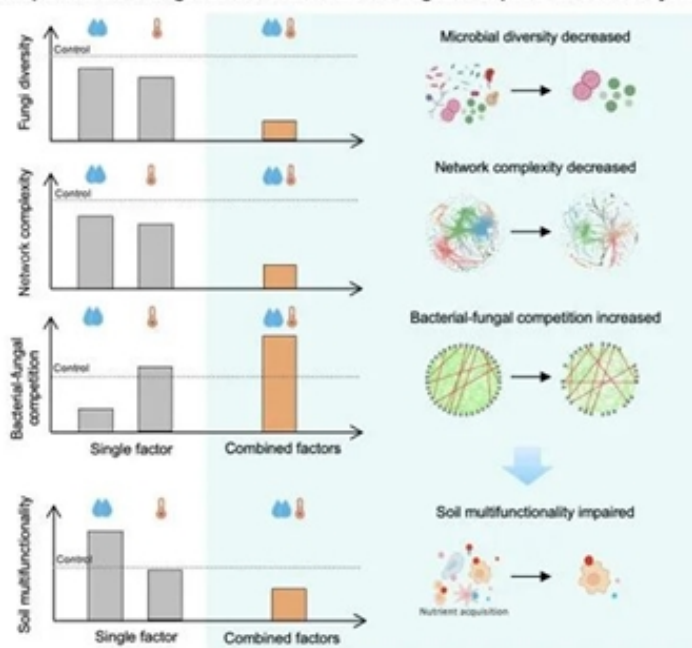 Fungi diversity
Control
Microbial diversity decreased
Network complexity
Control
Network complexity decreased
Bacterial-fungal
competition
Control
Single factor
Combined factors
Bacterial-fungal competition increased
Soil multifunctionality
Control
Single factor
Combined factors
Soil multifunctionality impaired
Nutrient acquisition